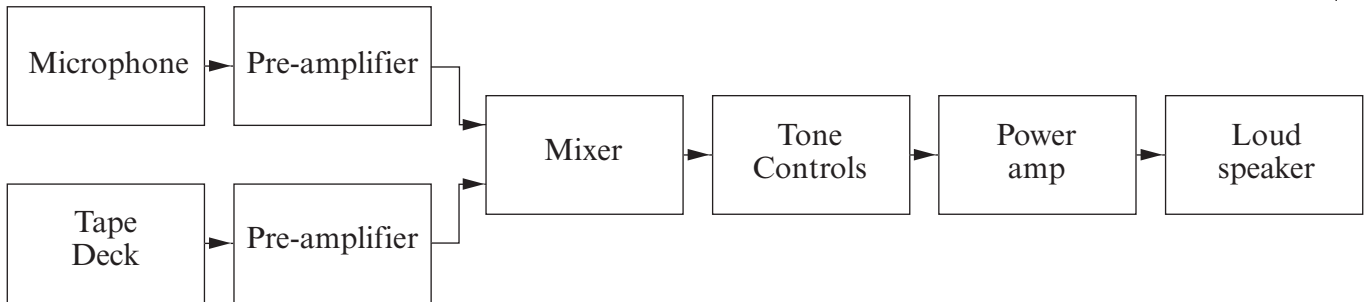 Microphone
Pre-amplifier
Mixer
Tone
Controls
Power
amp
Loud
speaker
Tape
Deck
Pre-amplifier